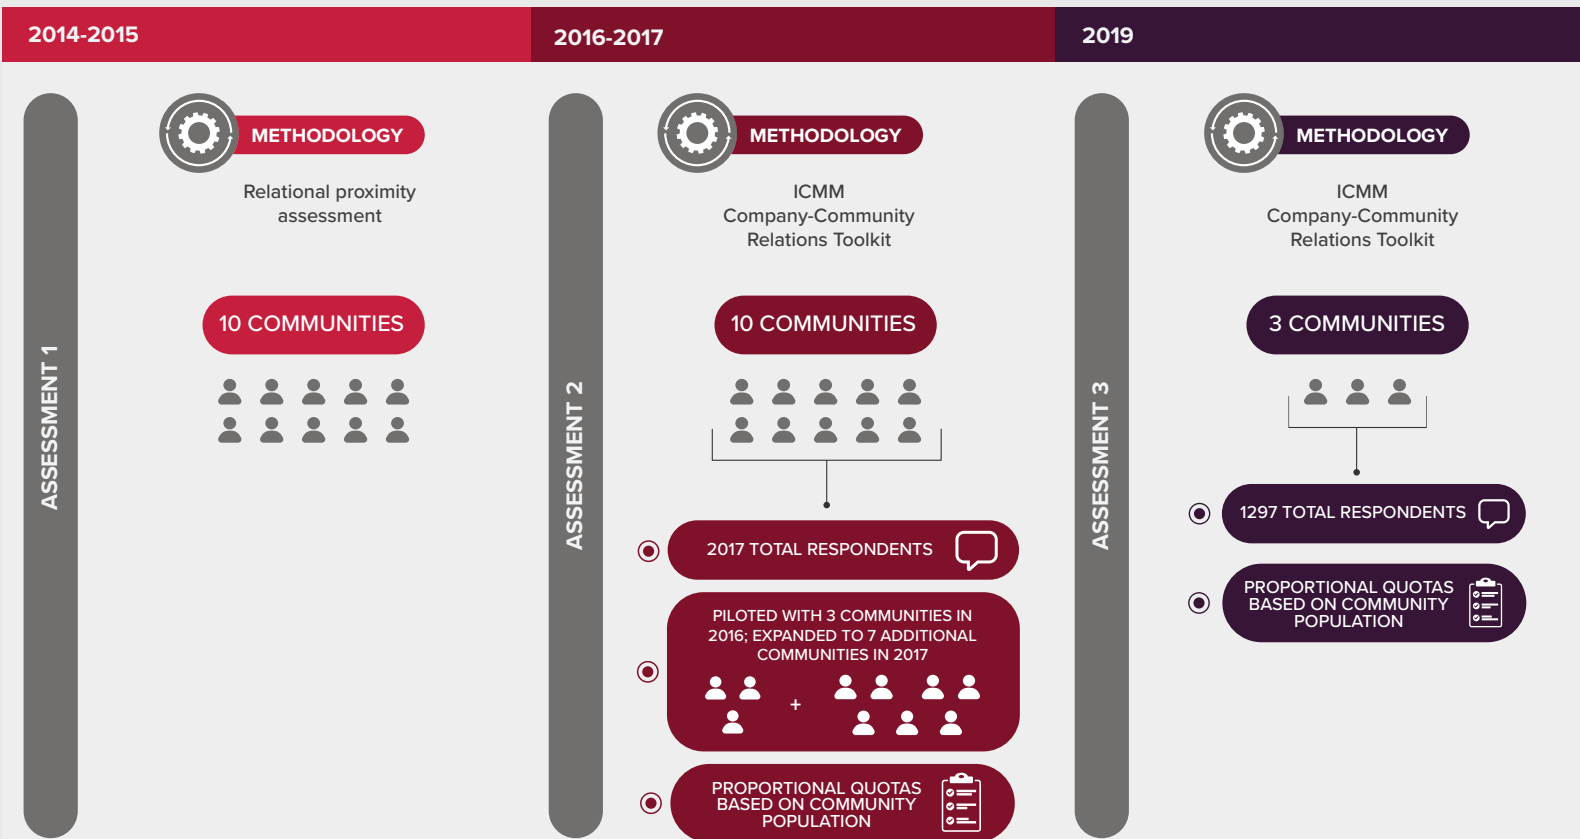 2014-2015
ASSESSMENT 1
METHODOLOGY
Relational proximity
assessment
10 COMMUNITIES
2016-2017
ASSESSMENT 2
METHODOLOGY
ICMM
Company-Community
Relations Toolkit
10 COMMUNITIES
2017 TOTAL RESPONDENTS
PILOTED WITH 3 COMMUNITIES IN
2016; EXPANDED TO 7 ADDITIONAL
COMMUNITIES IN 2017
+
PROPORTIONAL QUOTAS
BASED ON COMMUNITY
POPULATION
2019
ASSESSMENT 3
METHODOLOGY
ICMM
Company-Community
Relations Toolkit
3 COMMUNITIES
1297 TOTAL RESPONDENTS
PROPORTIONAL QUOTAS
BASED ON COMMUNITY
POPULATION